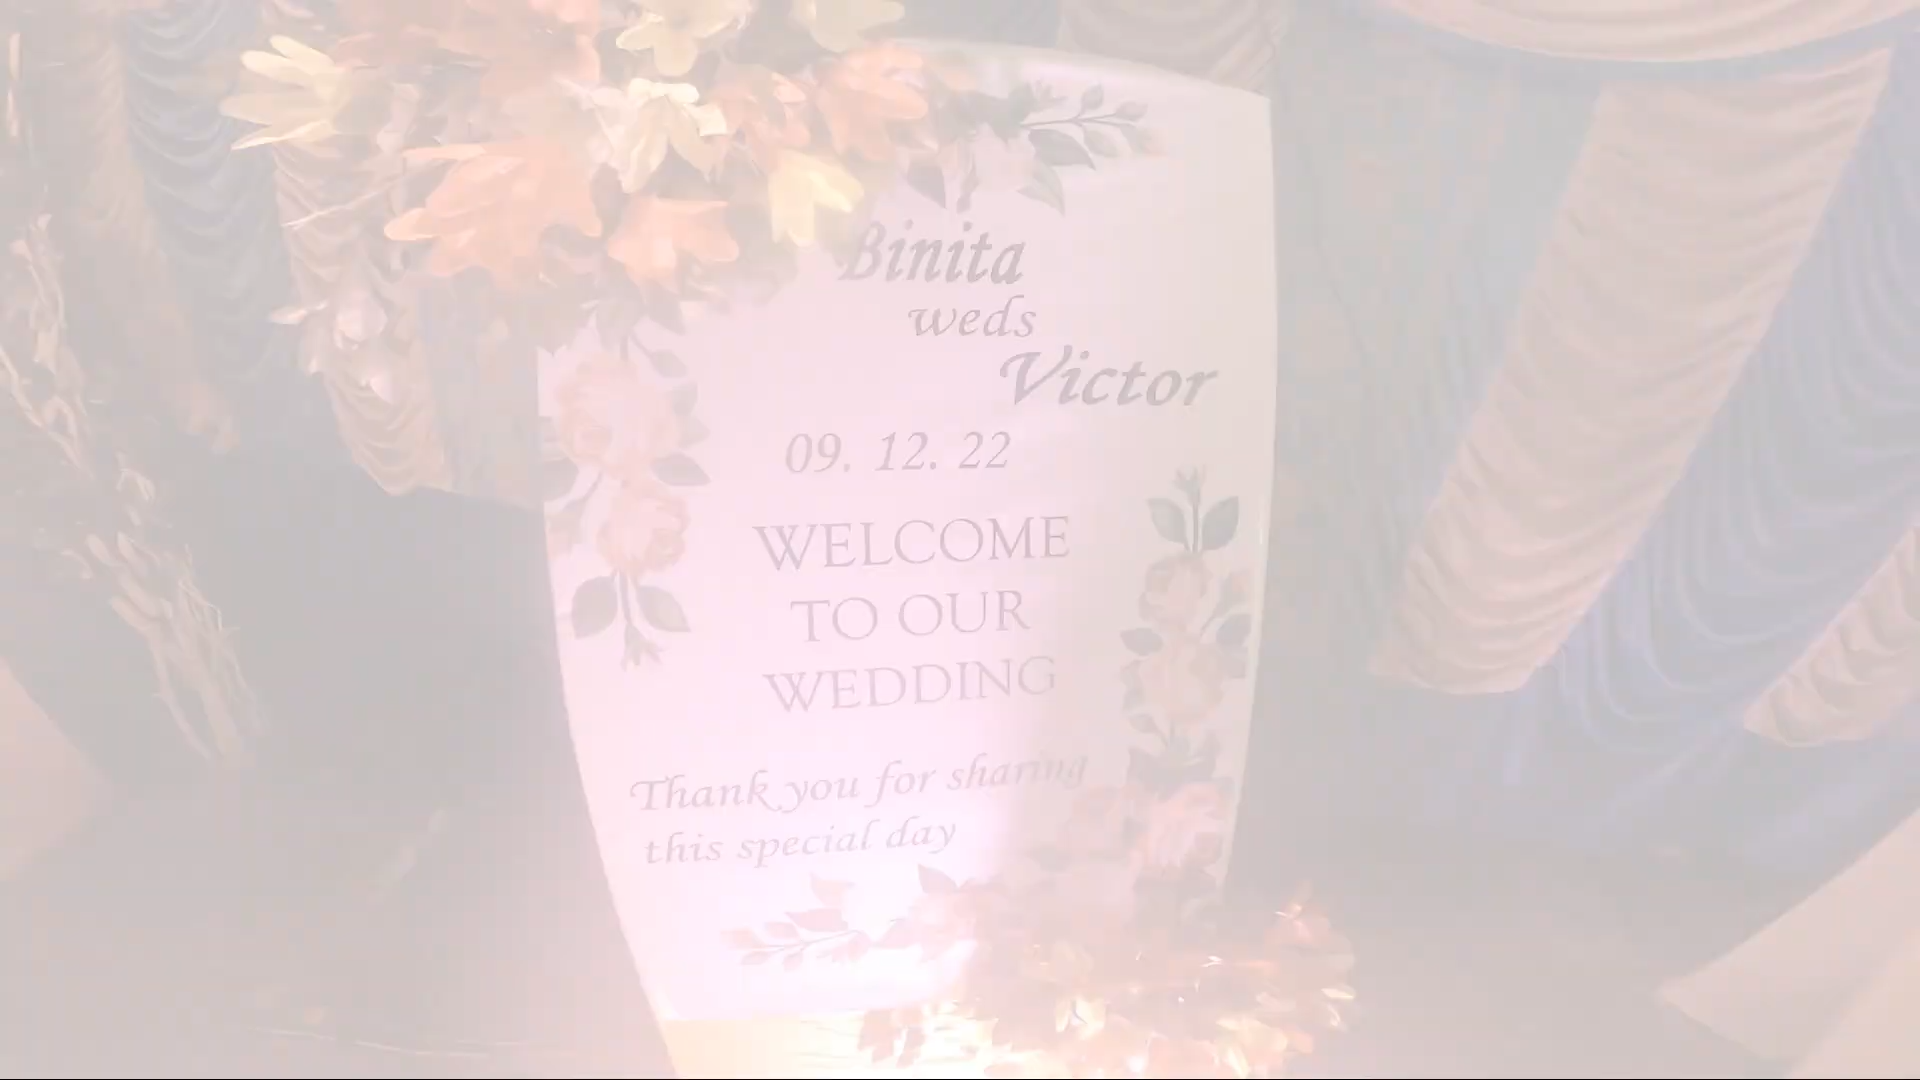 Binita
weds
Victor
09. 12. 22
WELCOME
TO OUR
WEDDING
Thank you for sharing
this special day